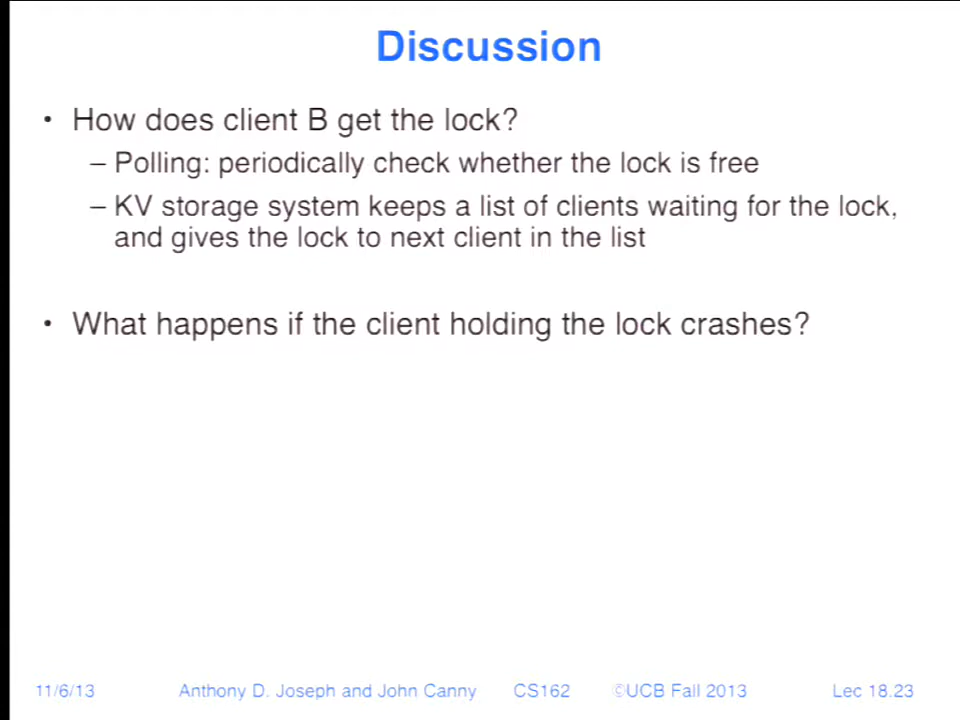 Discussion
• How does client B get the lock?
– Polling: periodically check whether the lock is free
– KV storage system keeps a list of clients waiting for the lock,
and gives the lock to next client in the list
• What happens if the client holding the lock crashes?
11/6/13 Anthony D. Joseph and John Canny CS162 ©UCB Fall 2013 Lec 18.23